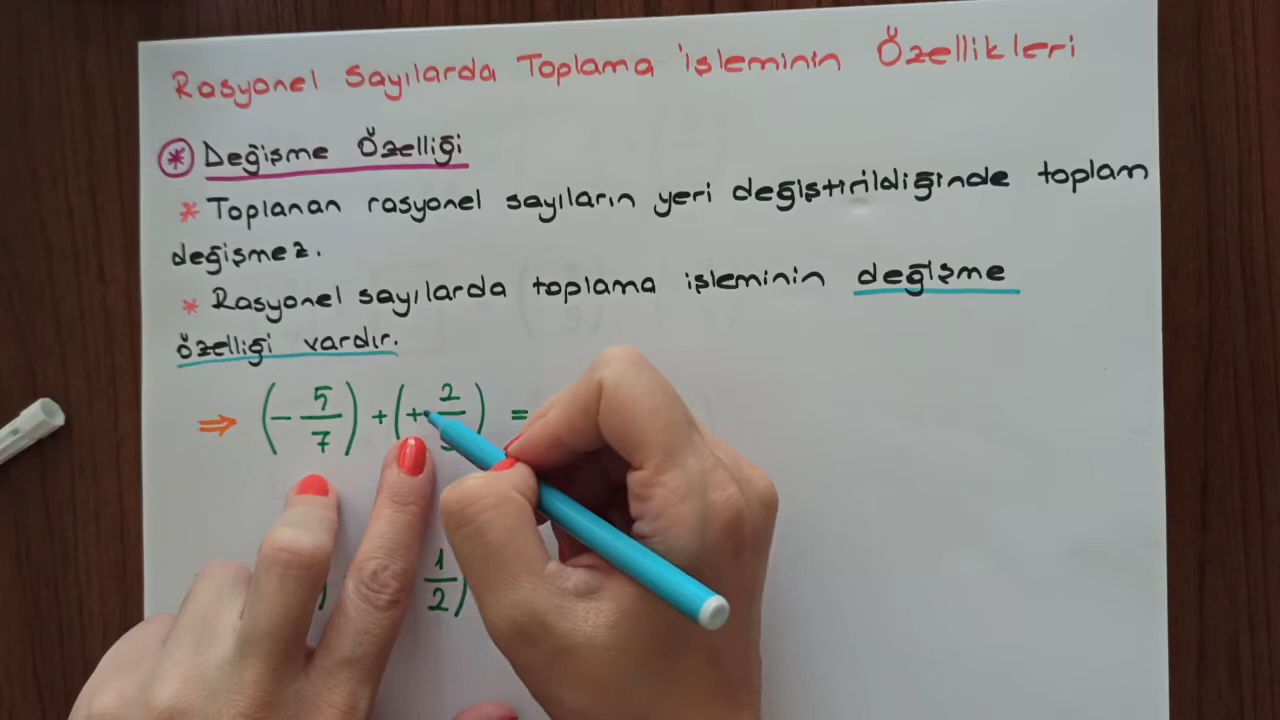 Rasyonel Sayılarda Toplama İşleminin Özellikleri
* Değişme Özelliği
* Toplanan rasyonel sayıların yeri değiştirildiğinde toplam
değişmez.
* Rasyonel sayılarda toplama işleminin değişme
özelliği vardır.
⇒ (- 5/7) + (+ 2/ ) =
1/2)